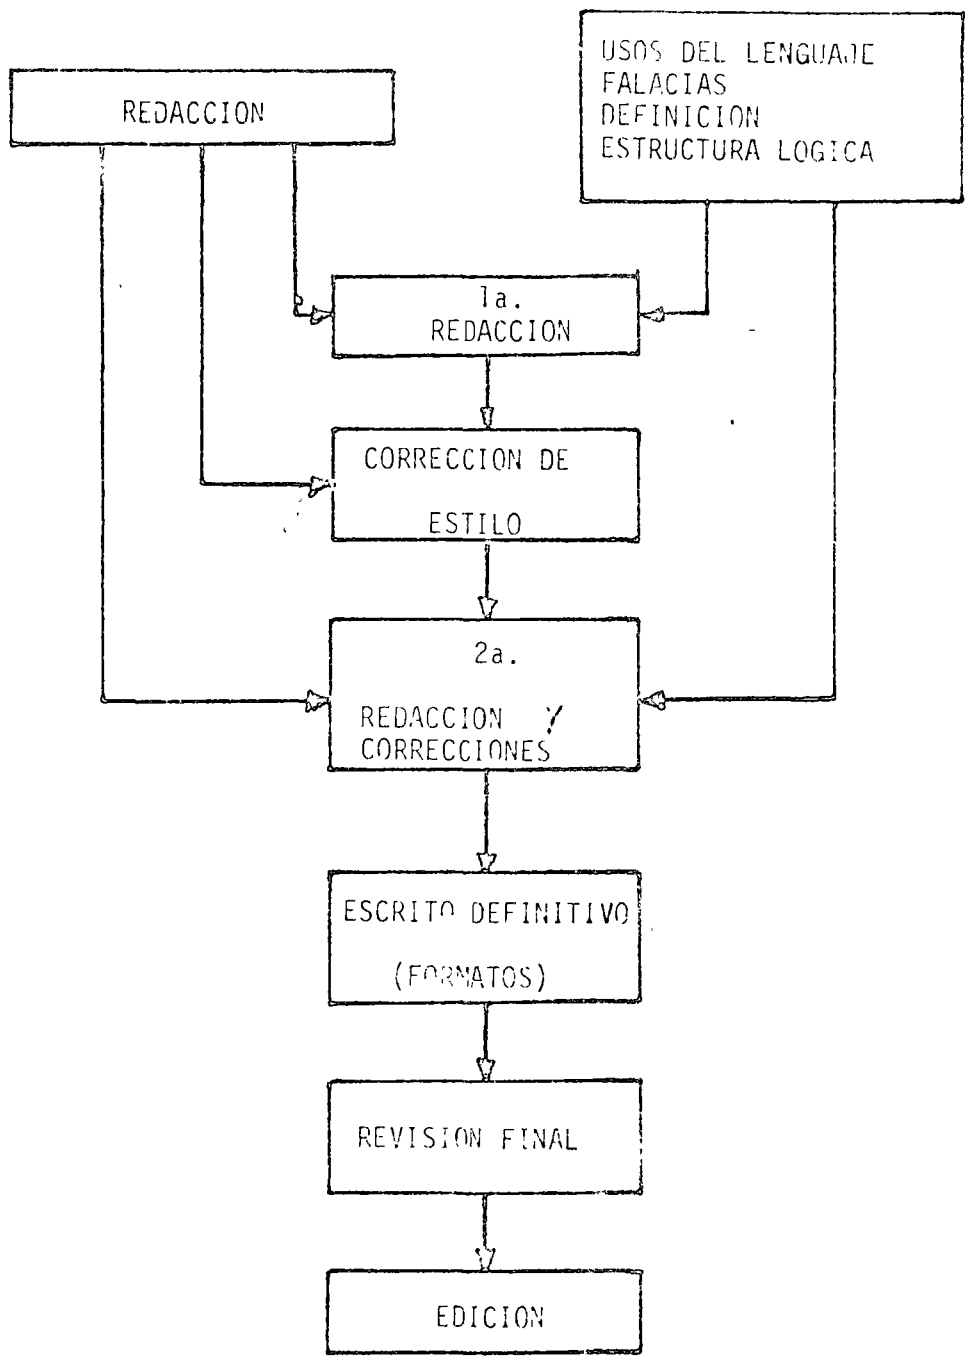 REDACCION
USOS DEL LENGUAJE
FALACIAS
DEFINICION
ESTRUCTURA LOGICA
1a.
REDACCION
CORRECCION DE
ESTILO
2a.
REDACCION Y
CORRECCIONES
ESCRITO DEFINITIVO
(FORMATOS)
REVISION FINAL
EDICION